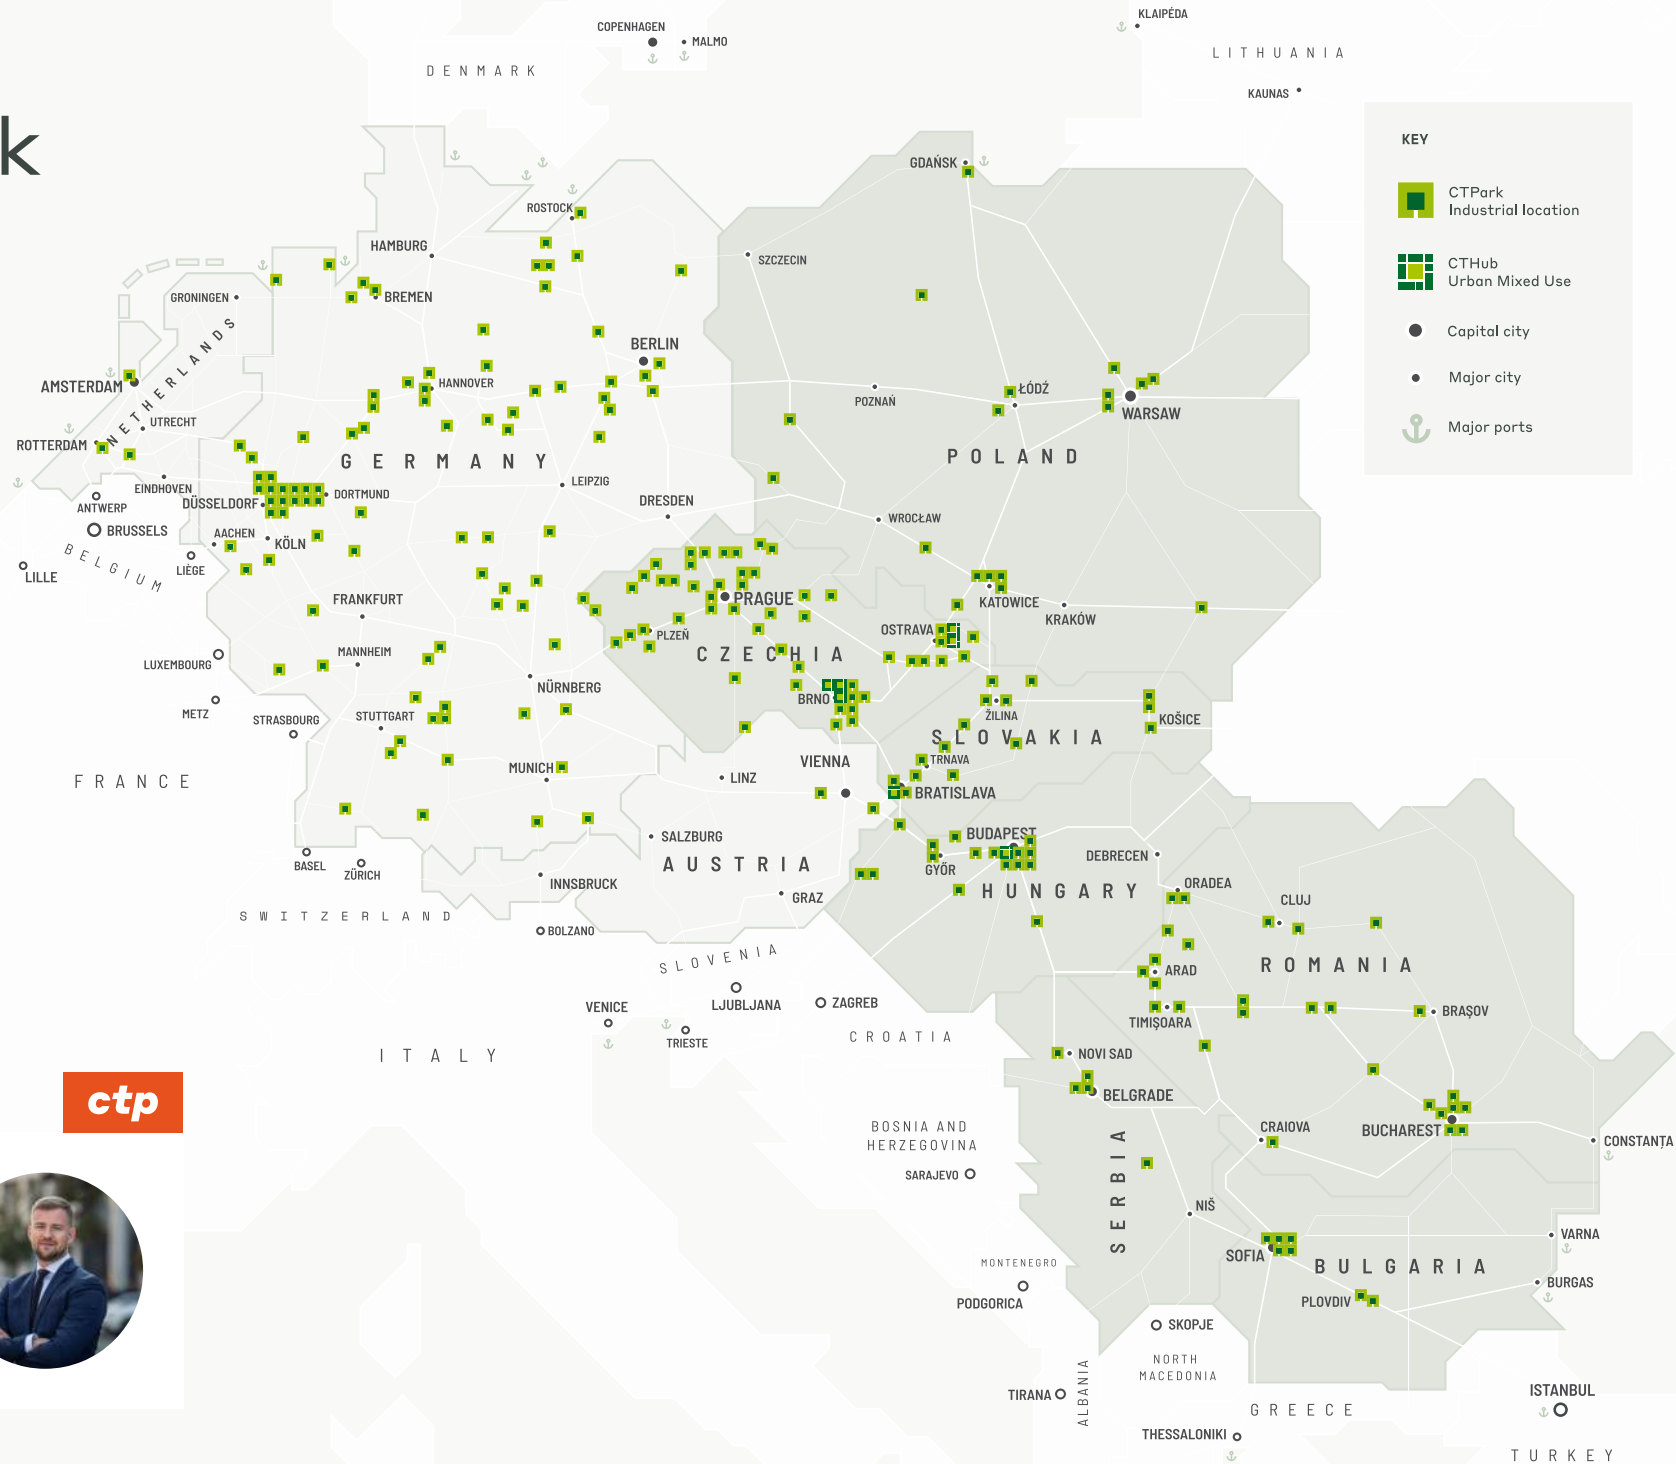 k
KLAIPĖDA
COPENHAGEN
MALMO
LITHUANIA
DENMARK
KAUNAS
KEY
CTPark
Industrial location
CTHub
Urban Mixed Use
Capital city
Major city
Major ports
GDAŃSK
ROSTOCK
HAMBURG
SZCZECIN
GRONINGEN
BREMEN
NETHERLANDS
BERLIN
AMSTERDAM
HANNOVER
POZNAŃ
ŁÓDŹ
WARSAW
UTRECHT
ROTTERDAM
GERMANY
POLAND
EINDHOVEN
LEIPZIG
DORTMUND
ANTWERP
DÜSSELDORF
DRESDEN
BRUSSELS
WROCŁAW
AACHEN
KÖLN
BELGIUM
LIÈGE
LILLE
FRANKFURT
PRAGUE
KATOWICE
KRAKÓW
OSTRAVA
PLZEŇ
CZECHIA
LUXEMBOURG
MANNHEIM
NÜRNBERG
BRNO
METZ
STRASBOURG
STUTTGART
ŽILINA
KOŠICE
SLOVAKIA
VIENNA
TRNAVA
FRANCE
MUNICH
LINZ
BRATISLAVA
SALZBURG
BUDAPEST
AUSTRIA
DEBRECEN
BASEL
ZÜRICH
GYŐR
INNSBRUCK
GRAZ
HUNGARY
ORADEA
CLUJ
SWITZERLAND
BOLZANO
SLOVENIA
ARAD
ROMANIA
LJUBLJANA
ZAGREB
VENICE
TRIESTE
CROATIA
TIMIȘOARA
BRAȘOV
ITALY
NOVI SAD
BELGRADE
ctp
BOSNIA AND
HERZEGOVINA
CRAIOVA
BUCHAREST
CONSTANȚA
SARAJEVO
SERBIA
NIŠ
VARNA
SOFIA
BULGARIA
MONTENEGRO
BURGAS
PODGORICA
PLOVDIV
SKOPJE
NORTH
MACEDONIA
TIRANA
ALBANIA
ISTANBUL
GREECE
THESSALONIKI
TURKEY